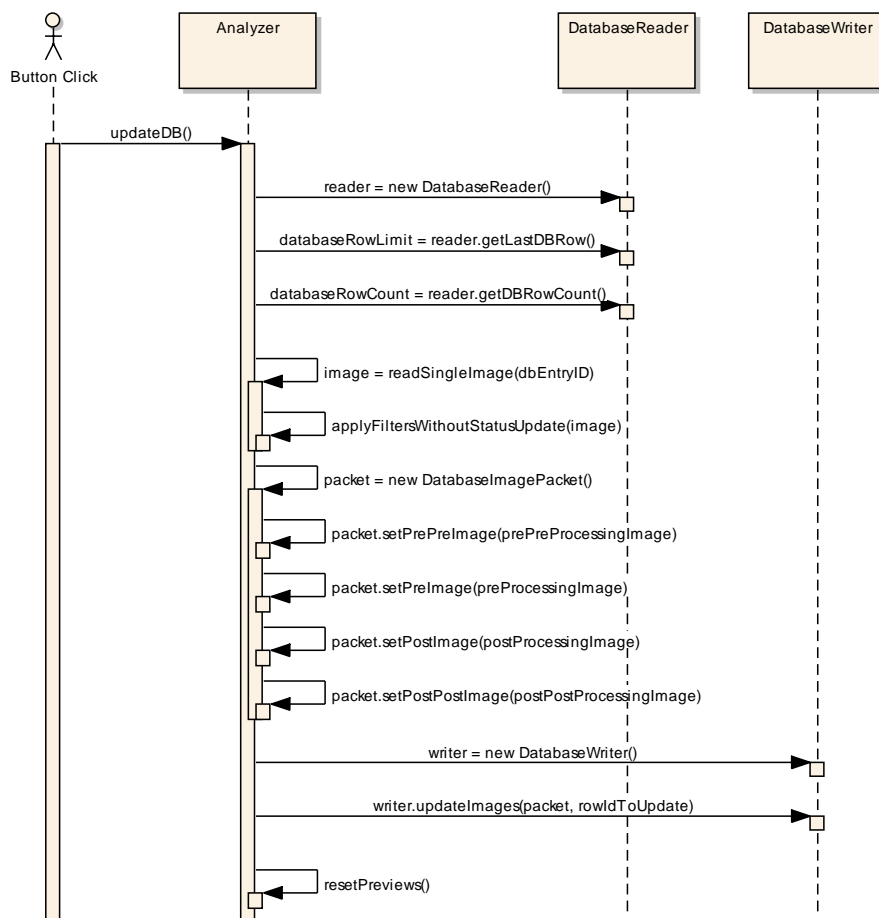 Analyzer
DatabaseReader
DatabaseWriter
Button Click
updateDB()
reader = new DatabaseReader()
databaseRowLimit = reader.getLastDBRow()
databaseRowCount = reader.getDBRowCount()
image = readSingleImage(dbEntryID)
applyFiltersWithoutStatusUpdate(image)
packet = new DatabaseImagePacket()
packet.setPrePreImage(prePreProcessingImage)
packet.setPreImage(preProcessingImage)
packet.setPostImage(postProcessingImage)
packet.setPostPostImage(postPostProcessingImage)
writer = new DatabaseWriter()
writer.updateImages(packet, rowIdToUpdate)
resetPreviews()